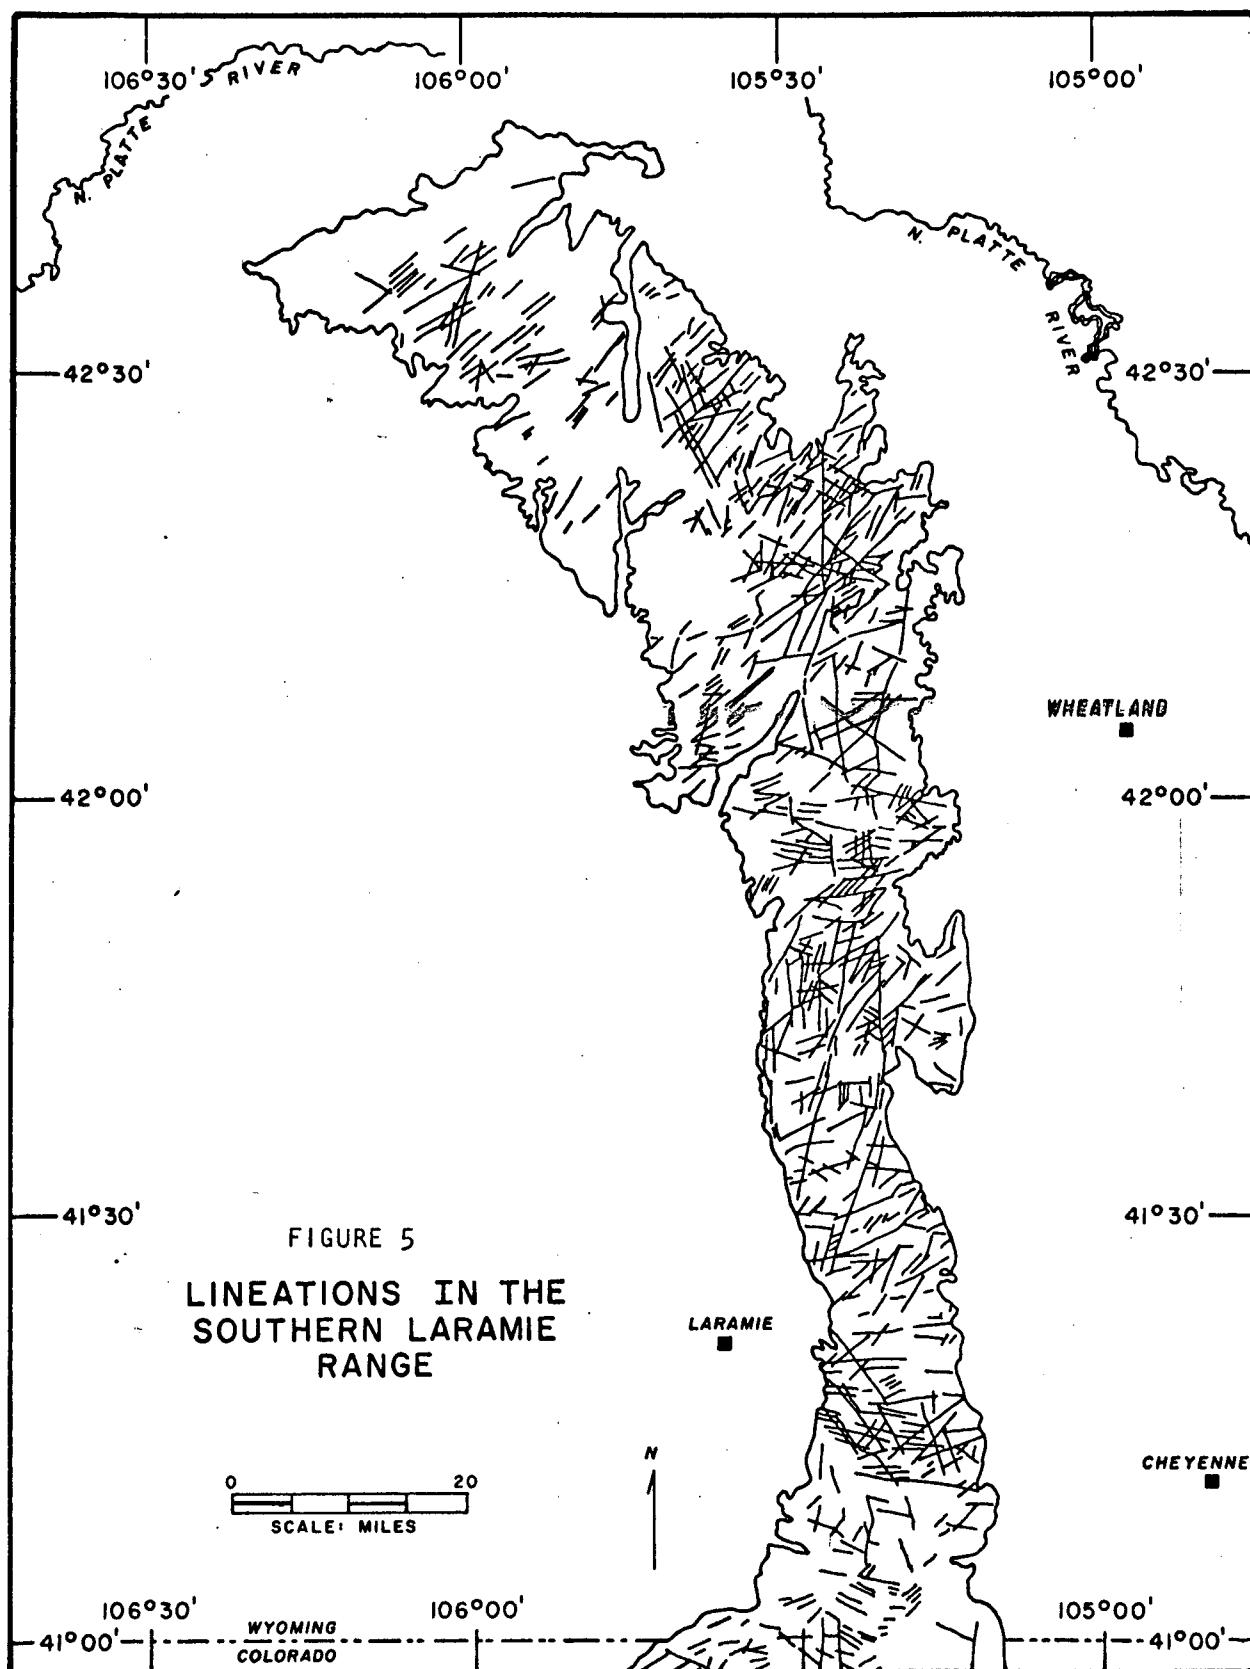 106°30'
106°00'
105°30'
105°00'
N. PLATTE
RIVER
N. PLATTE
RIVER
42°30'
42°30'
WHEATLAND
42°00'
42°00'
41°30'
41°30'
FIGURE 5
LINEATIONS IN THE
SOUTHERN LARAMIE
RANGE
LARAMIE
N
CHEYENNE
0 20
SCALE: MILES
106°30'
106°00'
105°00'
41°00'
WYOMING
COLORADO
41°00'